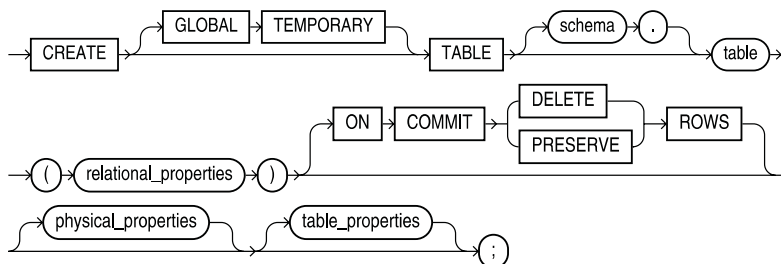 GLOBAL TEMPORARY schema .
CREATE TABLE table
ON COMMIT DELETE ROWS
PRESERVE
( relational_properties )
physical_properties table_properties
;